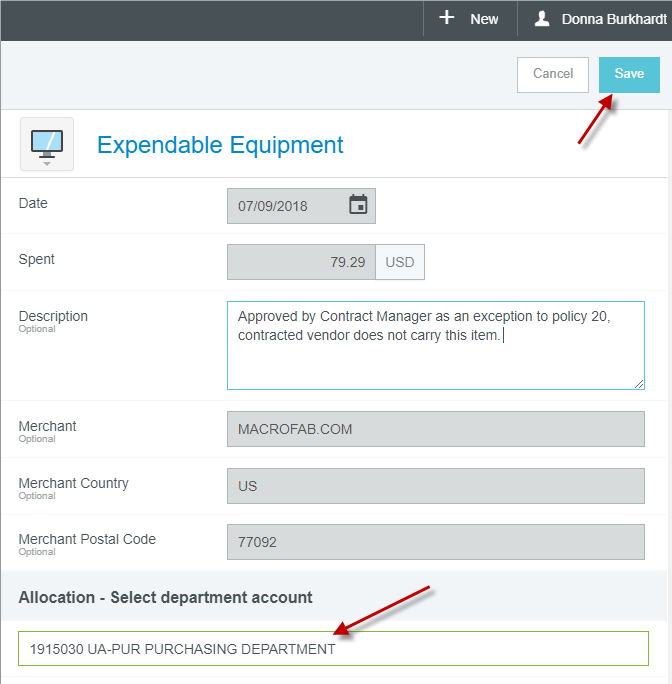 New
Donna Burkhardt
Cancel
Save
Expendable Equipment
Date
07/09/2018
Spent
79.29
USD
Description
Optional
Approved by Contract Manager as an exception to policy 20,
contracted vendor does not carry this item.
Merchant
Optional
MACROFAB.COM
Merchant Country
Optional
US
Merchant Postal Code
Optional
77092
Allocation - Select department account
1915030 UA-PUR PURCHASING DEPARTMENT